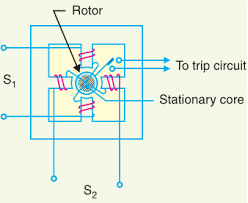 Rotor
To trip circuit
S1
Stationary core
S2